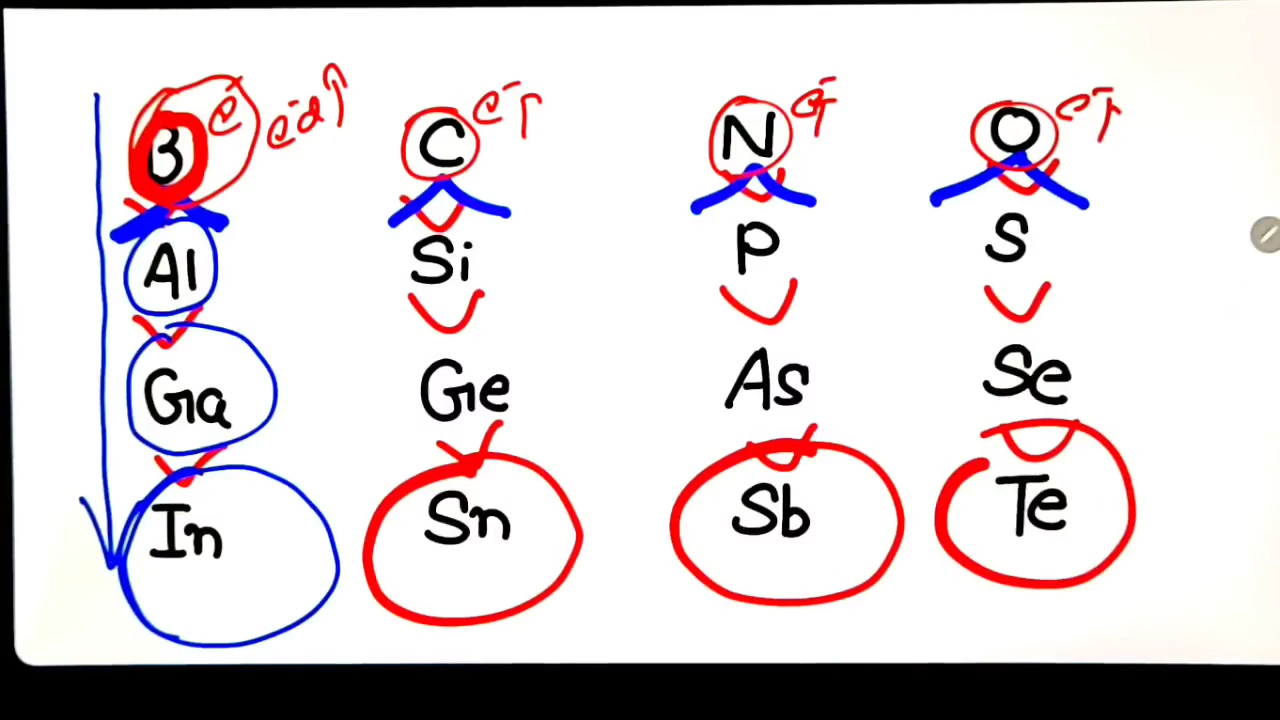 B e⁻ e⁻d↑ C e⁻↑ N e⁻↑ O e⁻↑
Al Si P S
Ga Ge As Se
In Sn Sb Te